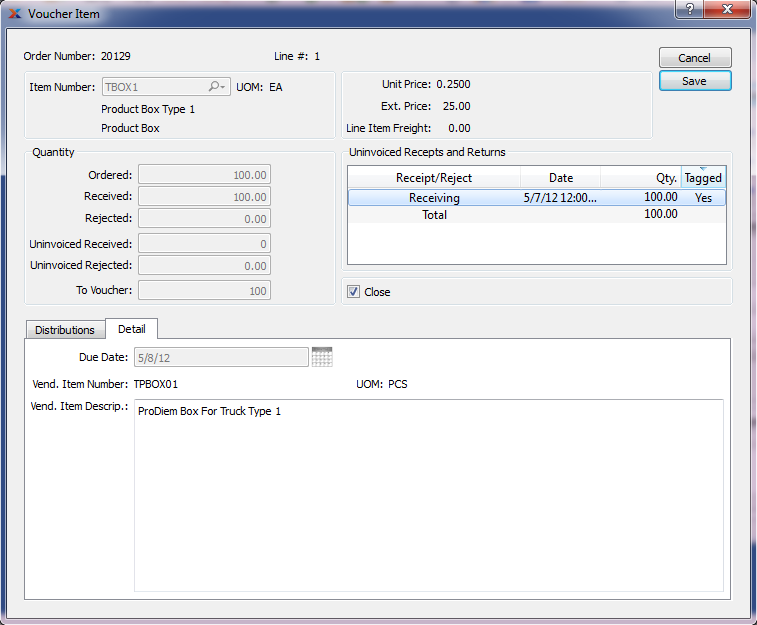 Voucher Item
Order Number: 20129 Line #: 1
Cancel
Save
Item Number: TBOX1 UOM: EA
Product Box Type 1
Product Box
Unit Price: 0.2500
Ext. Price: 25.00
Line Item Freight: 0.00
Quantity
Ordered: 100.00
Received: 100.00
Rejected: 0.00
Uninvoiced Received: 0
Uninvoiced Rejected: 0.00
To Voucher: 100
Uninvoiced Recepts and Returns
Receipt/Reject Date Qty. Tagged
Receiving 5/7/12 12:00... 100.00 Yes
Total 100.00
Close
Distributions Detail
Due Date: 5/8/12
Vend. Item Number: TPBOX01 UOM: PCS
Vend. Item Descrip.: ProDiem Box For Truck Type 1